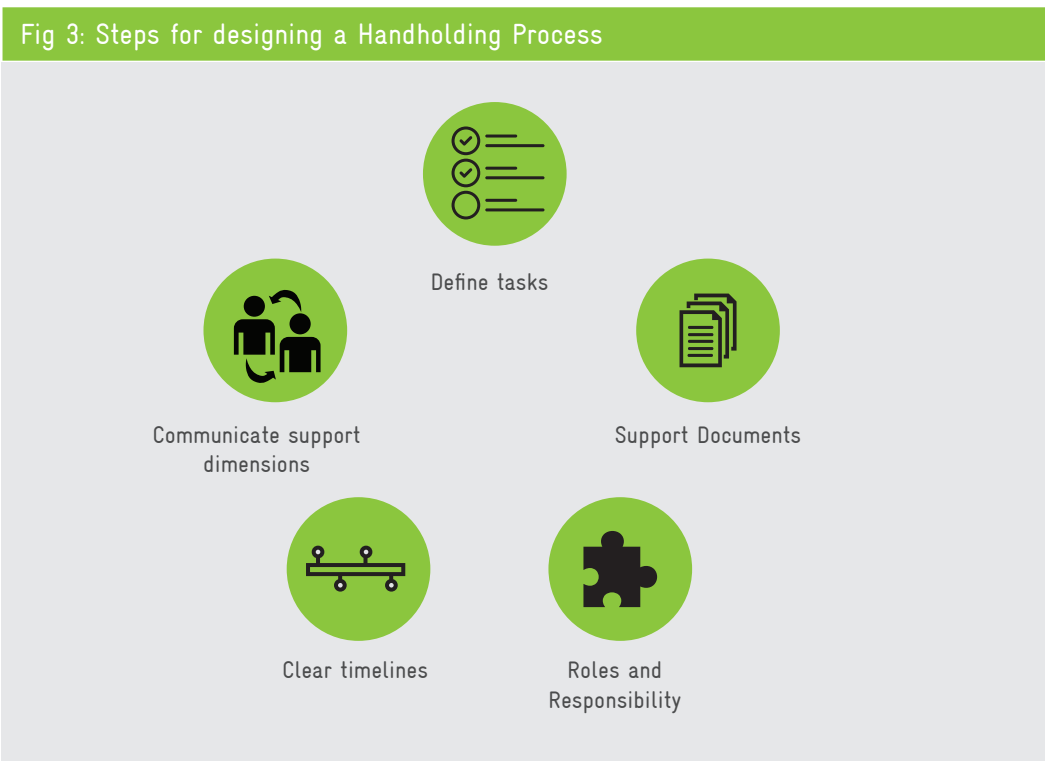 Fig 3: Steps for designing a Handholding Process
Define tasks
Communicate support
dimensions
Support Documents
Clear timelines
Roles and
Responsibility